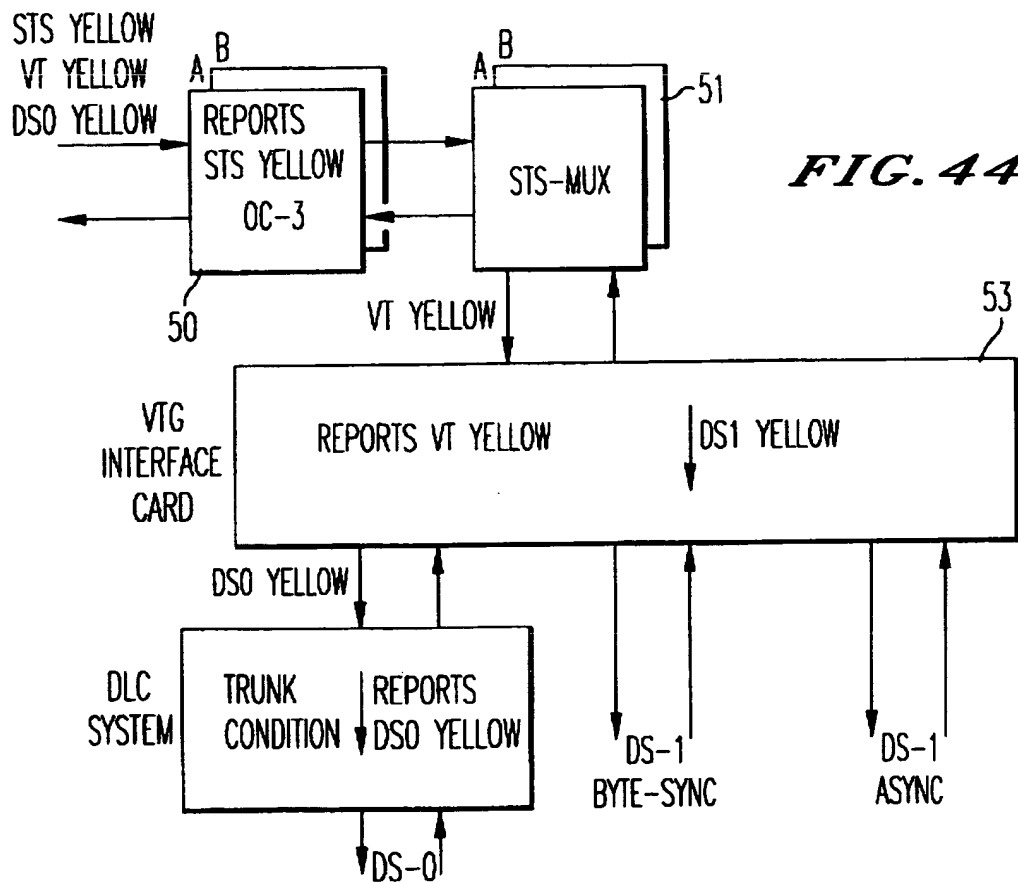 STS YELLOW
VT YELLOW
DS0 YELLOW
A
B
REPORTS
STS YELLOW
OC-3
50
A
B
STS-MUX
51
FIG. 44
VT YELLOW
53
VTG
INTERFACE
CARD
REPORTS VT YELLOW
DS1 YELLOW
DS0 YELLOW
DLC
SYSTEM
TRUNK
CONDITION
REPORTS
DS0 YELLOW
DS-1
BYTE-SYNC
DS-1
ASYNC
DS-0